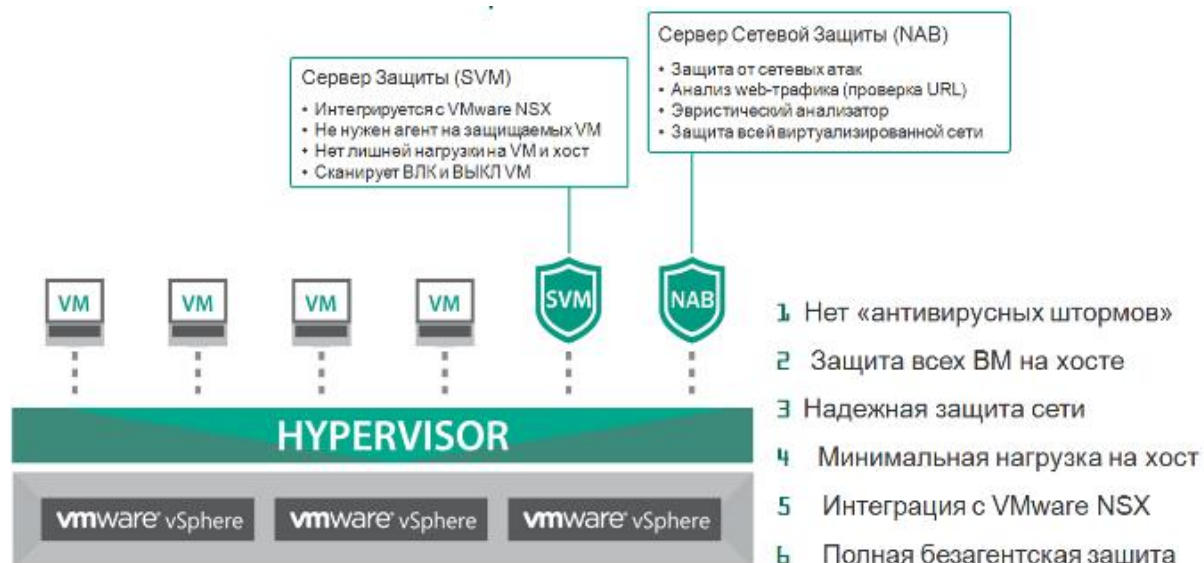 Сервер Защиты (SVM)
• Интегрируется с VMware NSX
• Не нужен агент на защищаемых VM
• Нет лишней нагрузки на VM и хост
• Сканирует ВЛК и ВЫКЛ VM
Сервер Сетевой Защиты (NAB)
• Защита от сетевых атак
• Анализ web-трафика (проверка URL)
• Эвристический анализатор
• Защита всей виртуализированной сети
VM
VM
VM
VM
SVM
NAB
HYPERVISOR
vmware vSphere
vmware vSphere
vmware vSphere
1 Нет «антивирусных штормов»
2 Защита всех ВМ на хосте
3 Надежная защита сети
4 Минимальная нагрузка на хост
5 Интеграция с VMware NSX
6 Полная безагентская защита